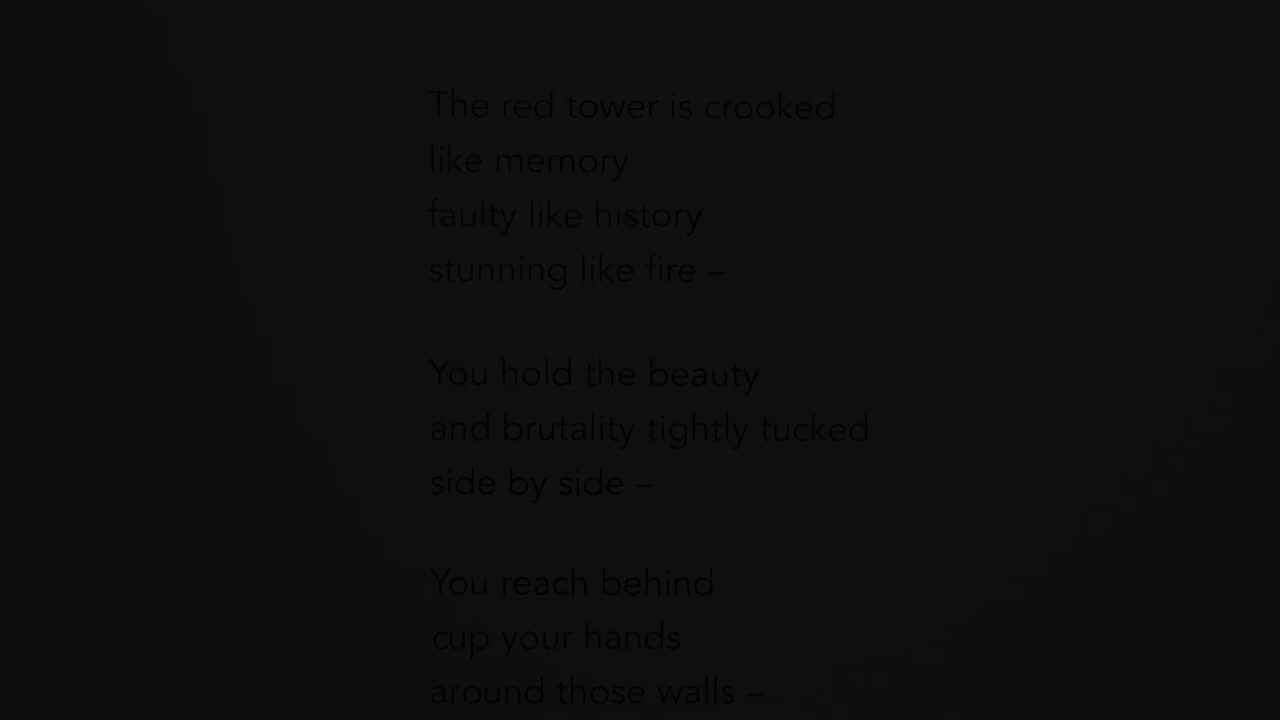 The red tower is crooked
like memory
faulty like history
stunning like fire –
You hold the beauty
and brutality tightly tucked
side by side –
You reach behind
cup your hands
around those walls –